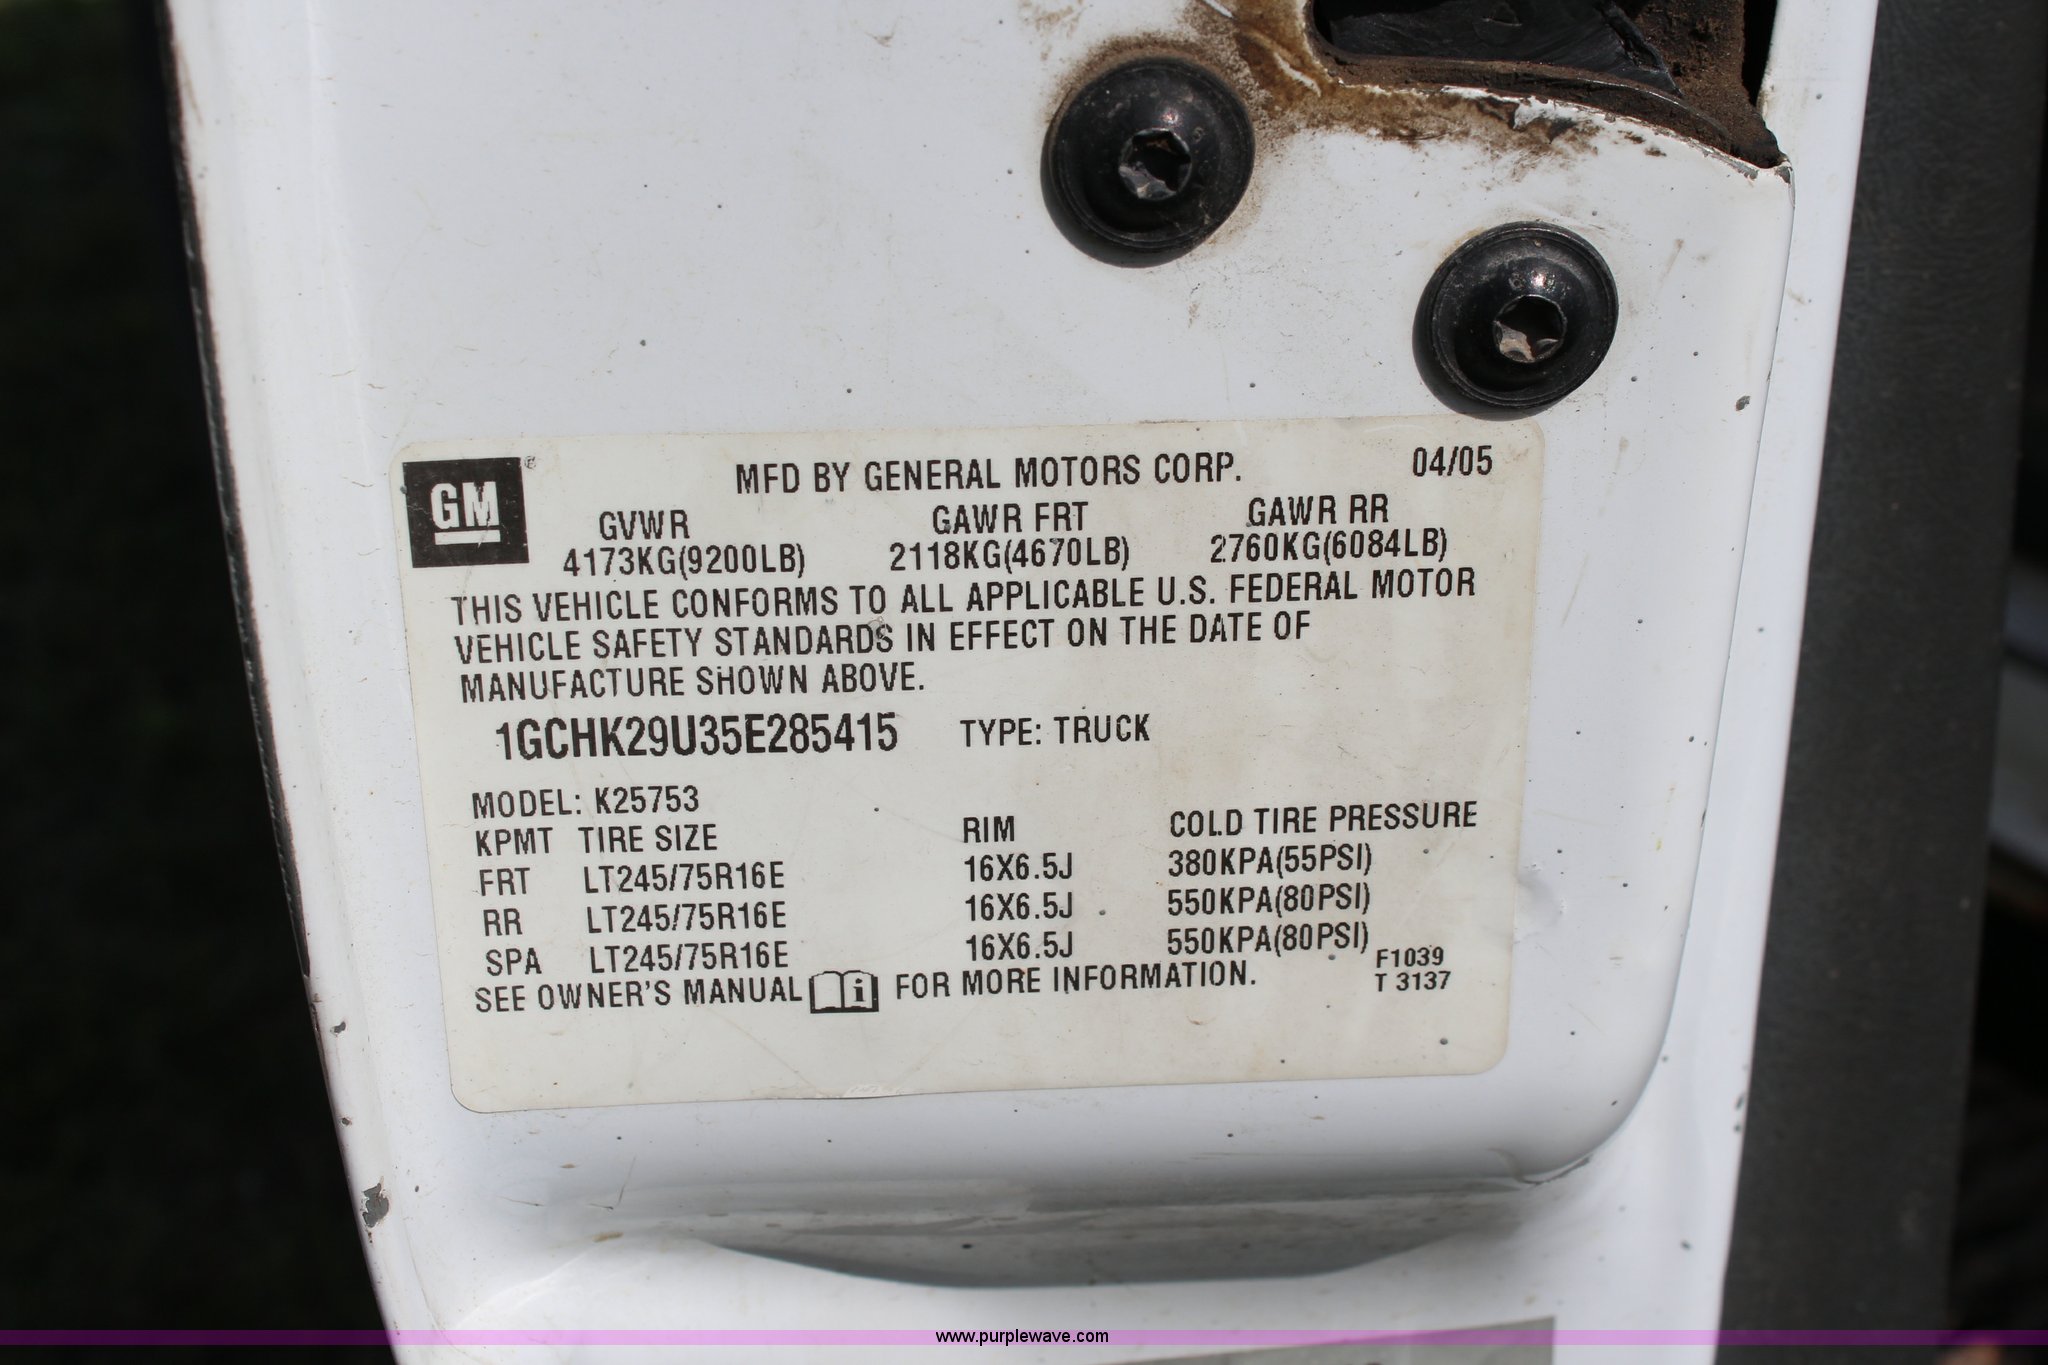 GM®
MFD BY GENERAL MOTORS CORP. 04/05
GVWR GAWR FRT GAWR RR
4173KG(9200LB) 2118KG(4670LB) 2760KG(6084LB)
THIS VEHICLE CONFORMS TO ALL APPLICABLE U.S. FEDERAL MOTOR
VEHICLE SAFETY STANDARDS IN EFFECT ON THE DATE OF
MANUFACTURE SHOWN ABOVE.
1GCHK29U35E285415 TYPE: TRUCK
MODEL: K25753
KPMT TIRE SIZE RIM COLD TIRE PRESSURE
FRT LT245/75R16E 16X6.5J 380KPA(55PSI)
RR LT245/75R16E 16X6.5J 550KPA(80PSI)
SPA LT245/75R16E 16X6.5J 550KPA(80PSI)
SEE OWNER'S MANUAL i FOR MORE INFORMATION.
F1039
T 3137
www.purplewave.com